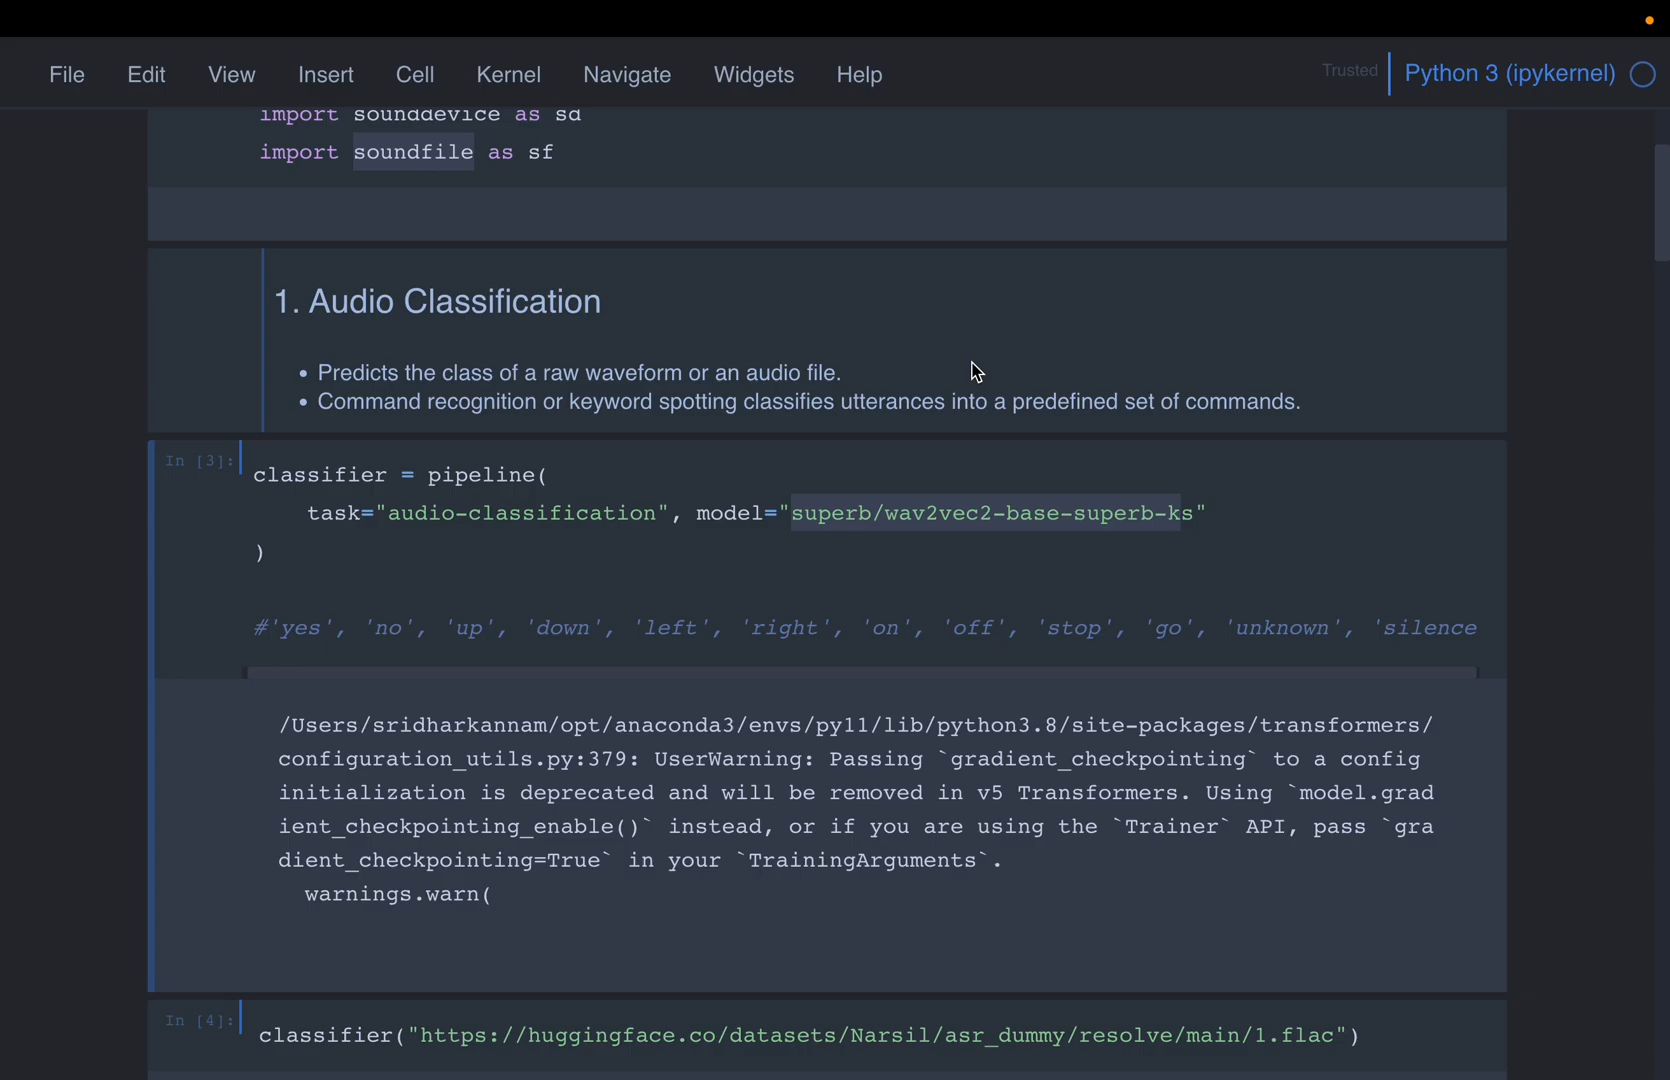 File Edit View Insert Cell Kernel Navigate Widgets Help Trusted Python 3 (ipykernel)
import sounddevice as sd
import soundfile as sf
1. Audio Classification
• Predicts the class of a raw waveform or an audio file.
• Command recognition or keyword spotting classifies utterances into a predefined set of commands.
In [3]:
classifier = pipeline(
task="audio-classification", model="superb/wav2vec2-base-superb-ks"
)
#'yes', 'no', 'up', 'down', 'left', 'right', 'on', 'off', 'stop', 'go', 'unknown', 'silence
/Users/sridharkannam/opt/anaconda3/envs/py11/lib/python3.8/site-packages/transformers/
configuration_utils.py:379: UserWarning: Passing `gradient_checkpointing` to a config
initialization is deprecated and will be removed in v5 Transformers. Using `model.grad
ient_checkpointing_enable()` instead, or if you are using the `Trainer` API, pass `gra
dient_checkpointing=True` in your `TrainingArguments`.
warnings.warn(
In [4]:
classifier("https://huggingface.co/datasets/Narsil/asr_dummy/resolve/main/1.flac")